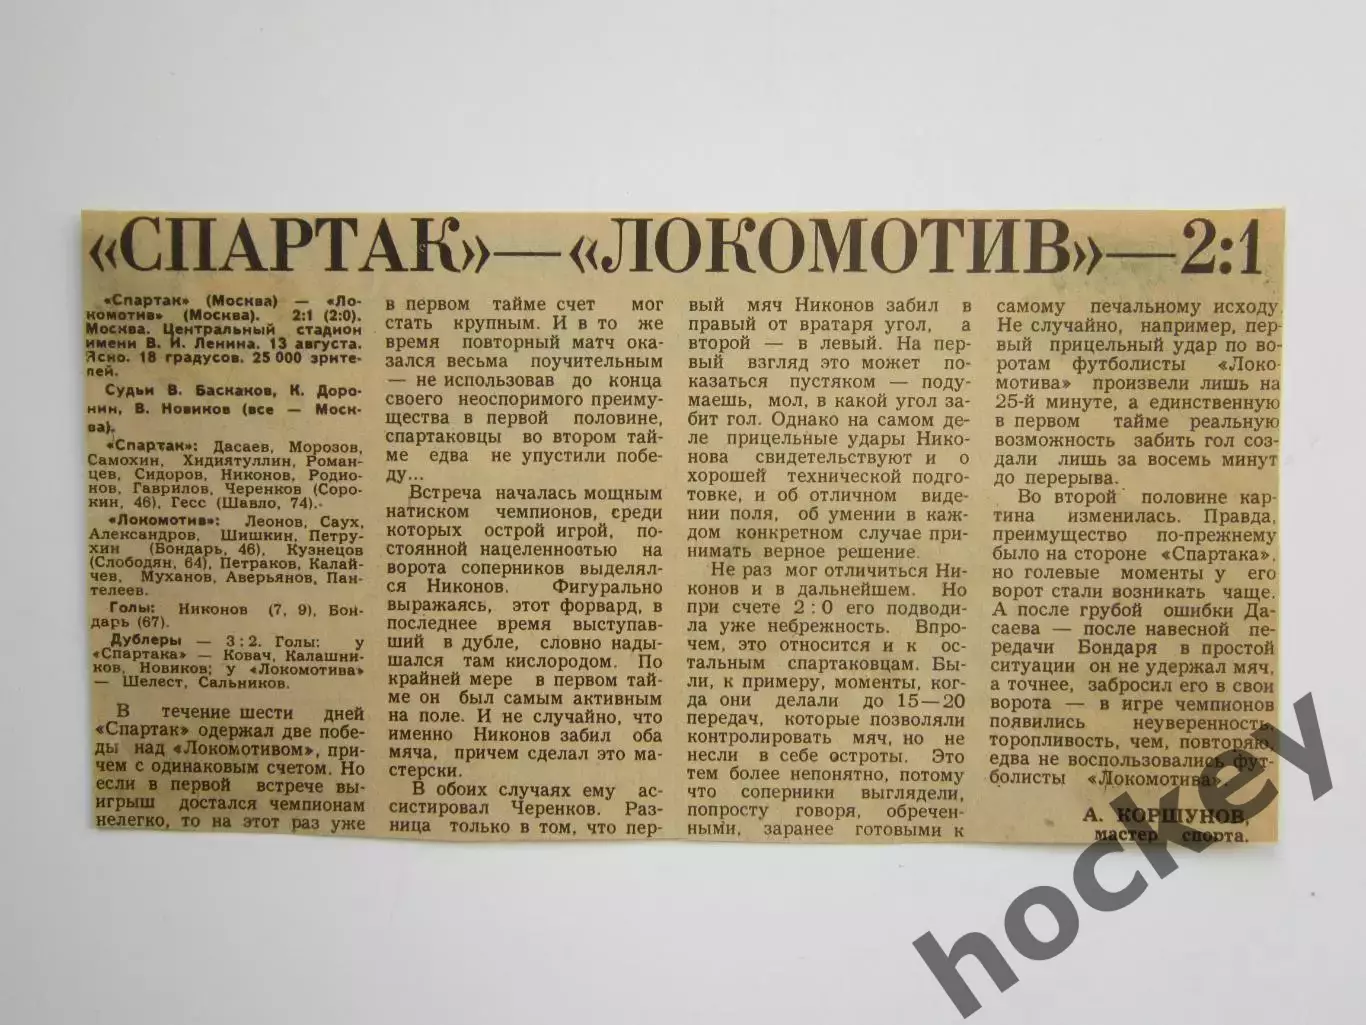 «СПАРТАК»—«ЛОКОМОТИВ»—2:1
«Спартак» (Москва) — «Ло-
комотив» (Москва). 2:1 (2:0).
Москва. Центральный стадион
имени В. И. Ленина. 13 августа.
Ясно. 18 градусов. 25 000 зрите-
лей.
Судьи В. Баскаков, К. Доро-
нин, В. Новиков (все — Моск-
ва).
«Спартак»: Дасаев, Морозов,
Самохин, Хидиятуллин, Роман-
цев, Сидоров, Никонов, Родио-
нов, Гаврилов, Черенков (Соро-
кин, 46), Гесс (Шавло, 74).
«Локомотив»: Леонов, Саух,
Александров, Шишкин, Петру-
хин (Бондарь, 46), Кузнецов
(Слободян, 64), Петраков, Калай-
чев, Муханов, Аверьянов, Пан-
телеев.
Голы: Никонов (7, 9), Бон-
дарь (67).
Дублеры — 3:2. Голы: у
«Спартака» — Ковач, Калашни-
ков, Новиков; у «Локомотива»
— Шелест, Сальников.
В течение шести дней
«Спартак» одержал две побе-
ды над «Локомотивом», при-
чем с одинаковым счетом. Но
если в первой встрече вы-
игрыш достался чемпионам
нелегко, то на этот раз уже
в первом тайме счет мог
стать крупным. И в то же
время повторный матч ока-
зался весьма поучительным
— не использовав до конца
своего неоспоримого преиму-
щества в первой половине,
спартаковцы во втором тай-
ме едва не упустили побе-
ду...
Встреча началась мощным
натиском чемпионов, среди
которых острой игрой, по-
стоянной нацеленностью на
ворота соперников выделял-
ся Никонов. Фигурально
выражаясь, этот форвард, в
последнее время выступав-
ший в дубле, словно нады-
шался там кислородом. По
крайней мере в первом тай-
ме он был самым активным
на поле. И не случайно, что
именно Никонов забил оба
мяча, причем сделал это ма-
стерски.
В обоих случаях ему ас-
систировал Черенков. Раз-
ница только в том, что пер-
вый мяч Никонов забил в
правый от вратаря угол, а
второй — в левый. На пер-
вый взгляд это может по-
казаться пустяком — поду-
маешь, мол, в какой угол за-
бит гол. Однако на самом де-
ле прицельные удары Нико-
нова свидетельствуют и о
хорошей технической подго-
товке, и об отличном виде-
нии поля, об умении в каж-
дом конкретном случае при-
нимать верное решение.
Не раз мог отличиться Ни-
конов и в дальнейшем. Но
при счете 2:0 его подводи-
ла уже небрежность. Впро-
чем, это относится и к о-
стальным спартаковцам. Бы-
ли, к примеру, моменты, ког-
да они делали до 15—20
передач, которые позволяли
контролировать мяч, но не
несли в себе остроты. Это
тем более непонятно, потому
что соперники выглядели,
попросту говоря, обречен-
ными, заранее готовыми к
самому печальному исходу.
Не случайно, например, пер-
вый прицельный удар по во-
ротам футболисты «Локо-
мотива» произвели лишь на
25-й минуте, а единственную
в первом тайме реальную
возможность забить гол соз-
дали лишь за восемь минут
до перерыва.
Во второй половине кар-
тина изменилась. Правда,
преимущество по-прежнему
было на стороне «Спартака»,
но голевые моменты у его
ворот стали возникать чаще.
А после грубой ошибки Да-
саева — после навесной пе-
редачи Бондаря в простой
ситуации он не удержал мяч,
а точнее, забросил его в свои
ворота — в игре чемпионов
появились неуверенность,
торопливость, чем, повторяю,
едва не воспользовались фут-
болисты «Локомотива».
А. КОРШУНОВ,
мастер спорта.
hockey